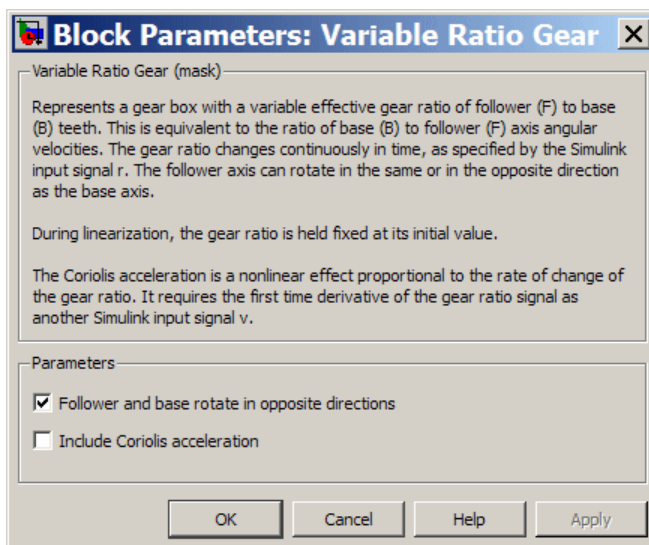 Block Parameters: Variable Ratio Gear
Variable Ratio Gear (mask)
Represents a gear box with a variable effective gear ratio of follower (F) to base
(B) teeth. This is equivalent to the ratio of base (B) to follower (F) axis angular
velocities. The gear ratio changes continuously in time, as specified by the Simulink
input signal r. The follower axis can rotate in the same or in the opposite direction
as the base axis.
During linearization, the gear ratio is held fixed at its initial value.
The Coriolis acceleration is a nonlinear effect proportional to the rate of change of
the gear ratio. It requires the first time derivative of the gear ratio signal as
another Simulink input signal v.
Parameters
Follower and base rotate in opposite directions
Include Coriolis acceleration
OK Cancel Help Apply